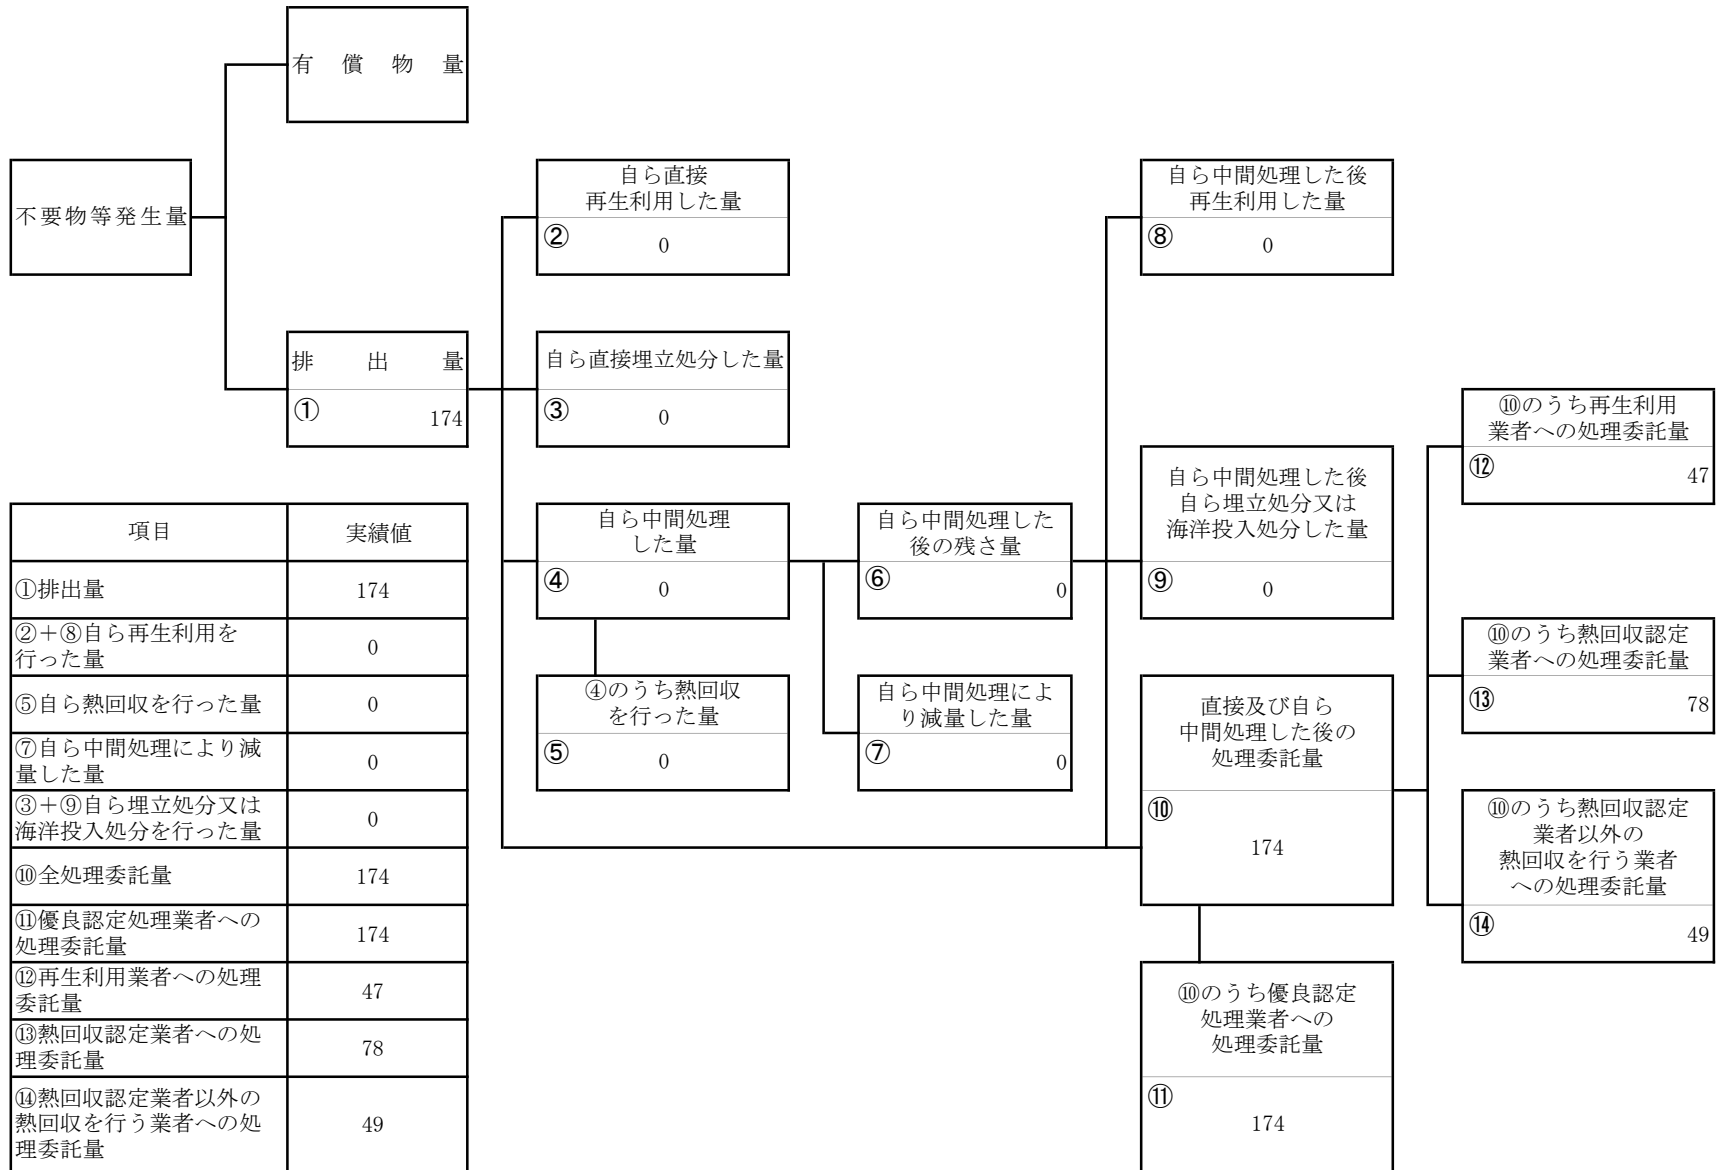 有償物量
不要物等発生量
排出量
①
174
自ら直接
再生利用した量
②
0
自ら直接埋立処分した量
③
0
自ら中間処理
した量
④
0
④のうち熱回収
を行った量
⑤
0
自ら中間処理した
後の残さ量
⑥
0
自ら中間処理によ
り減量した量
⑦
0
自ら中間処理した後
再生利用した量
⑧
0
自ら中間処理した後
自ら埋立処分又は
海洋投入処分した量
⑨
0
直接及び自ら
中間処理した後の
処理委託量
⑩
174
⑩のうち優良認定
処理業者への
処理委託量
⑪
174
⑩のうち再生利用
業者への処理委託量
⑫
47
⑩のうち熱回収認定
業者への処理委託量
⑬
78
⑩のうち熱回収認定
業者以外の
熱回収を行う業者
への処理委託量
⑭
49
項目 実績値
①排出量 174
②＋⑧自ら再生利用を
行った量 0
⑤自ら熱回収を行った量 0
⑦自ら中間処理により減
量した量 0
③＋⑨自ら埋立処分又は
海洋投入処分を行った量 0
⑩全処理委託量 174
⑪優良認定処理業者への
処理委託量 174
⑫再生利用業者への処理
委託量 47
⑬熱回収認定業者への処
理委託量 78
⑭熱回収認定業者以外の
熱回収を行う業者への処
理委託量 49